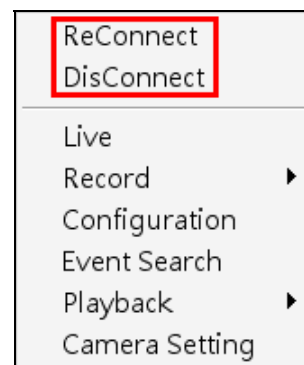 ReConnect
DisConnect
Live
Record
Configuration
Event Search
Playback
Camera Setting